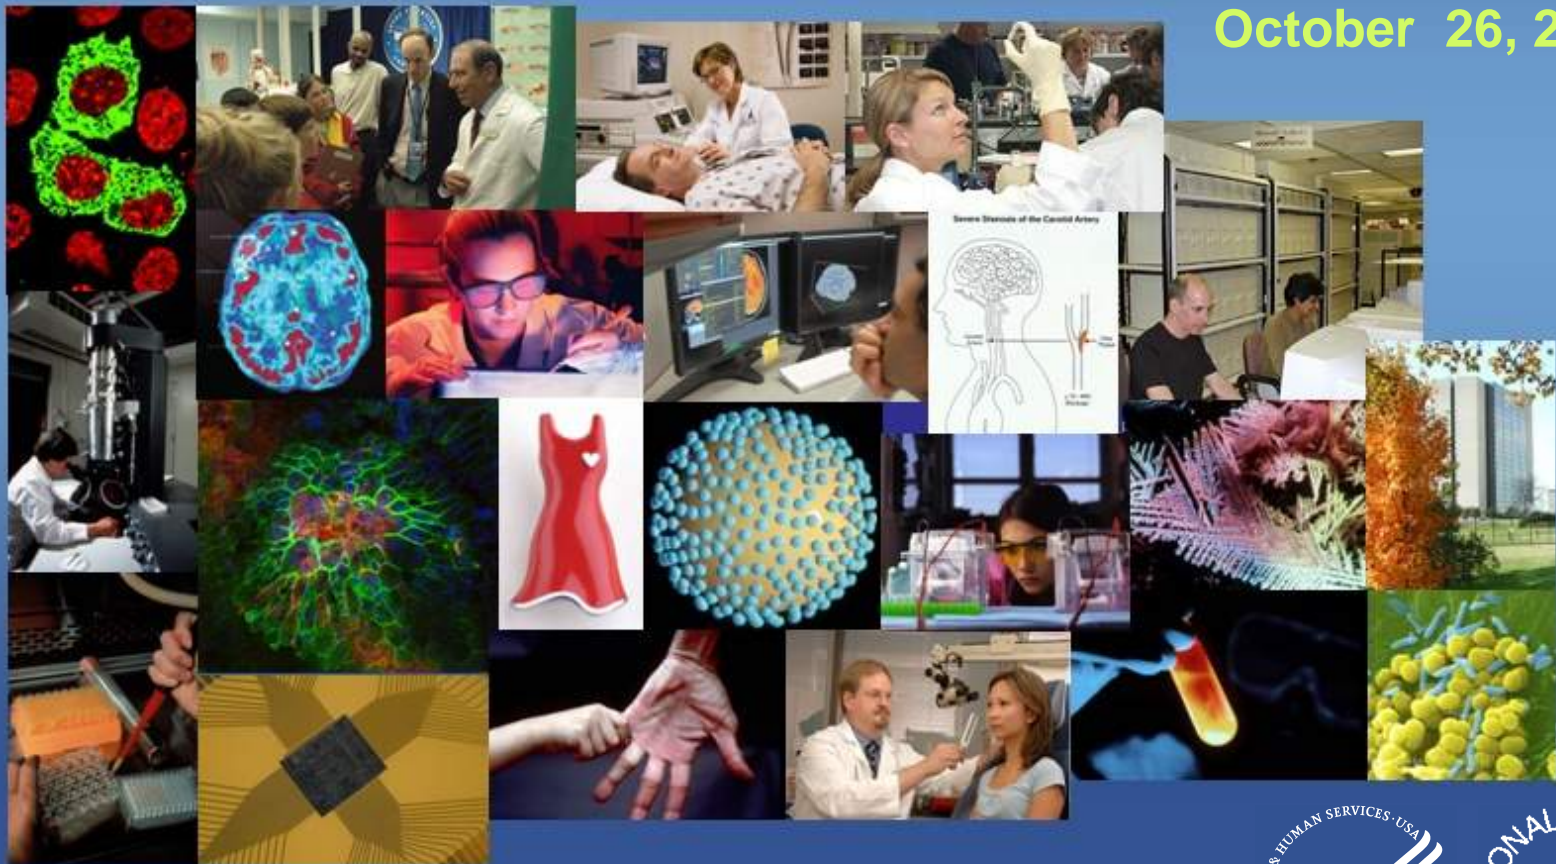 October 26, 2
Severe Stenosis of the Carotid Artery
& HUMAN SERVICES · USA
ONAL